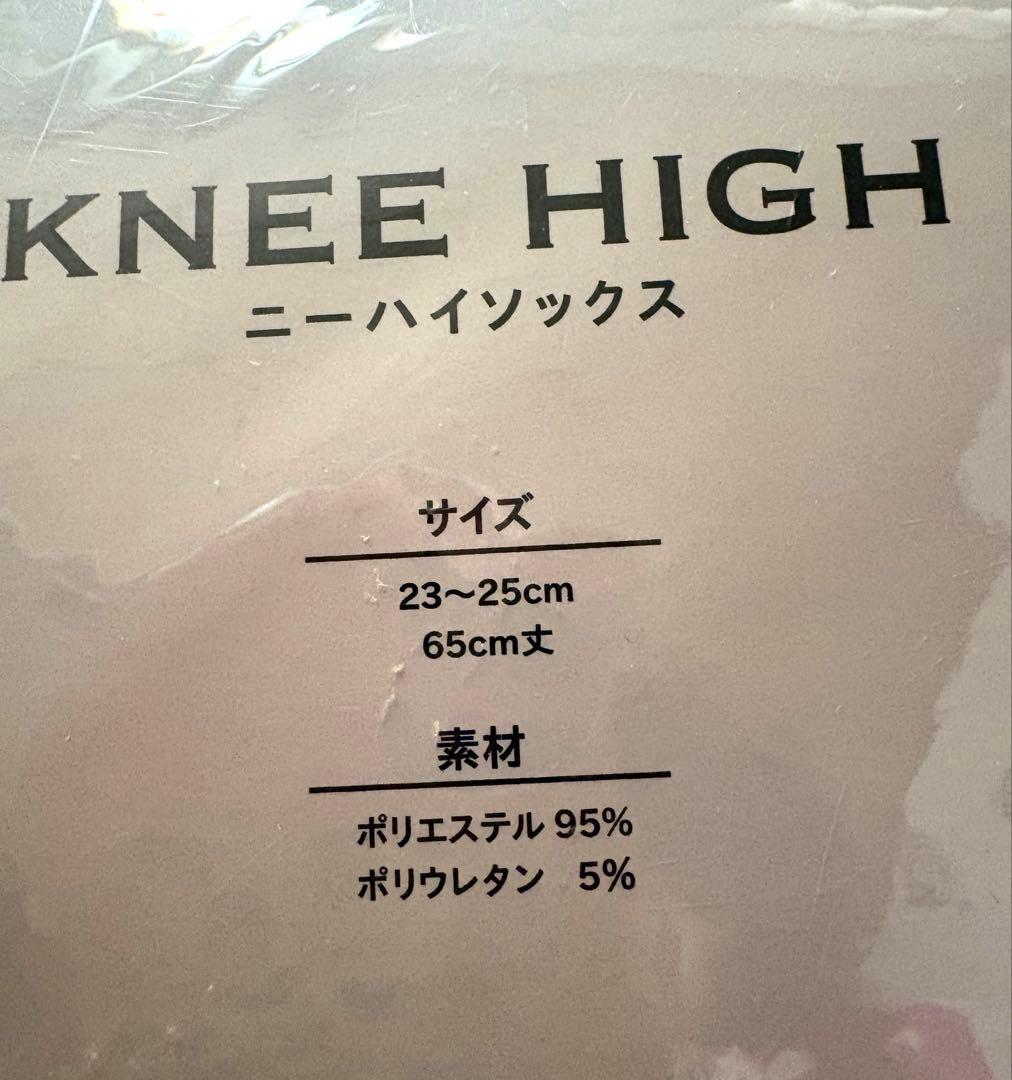 KNEE HIGH
ニーハイソックス
サイズ
23〜25cm
65cm丈
素材
ポリエステル 95%
ポリウレタン 5%